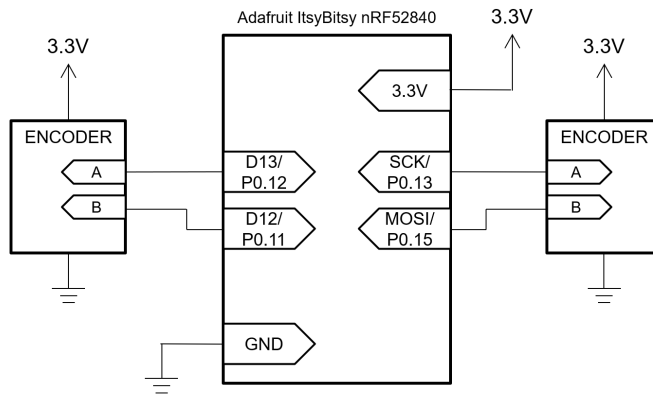 Adafruit ItsyBitsy nRF52840
3.3V
3.3V
3.3V
3.3V
ENCODER
A
B
D13/
P0.12
D12/
P0.11
GND
SCK/
P0.13
MOSI/
P0.15
ENCODER
A
B